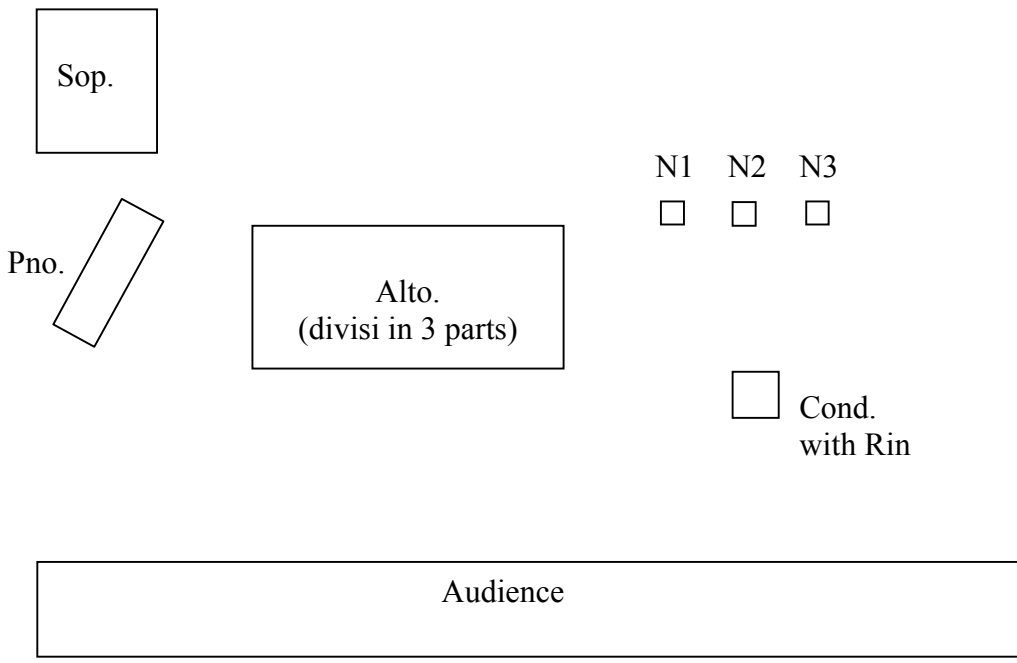 Sop.
N1 N2 N3
Pno.
Alto.
(divisi in 3 parts)
Cond.
with Rin
Audience